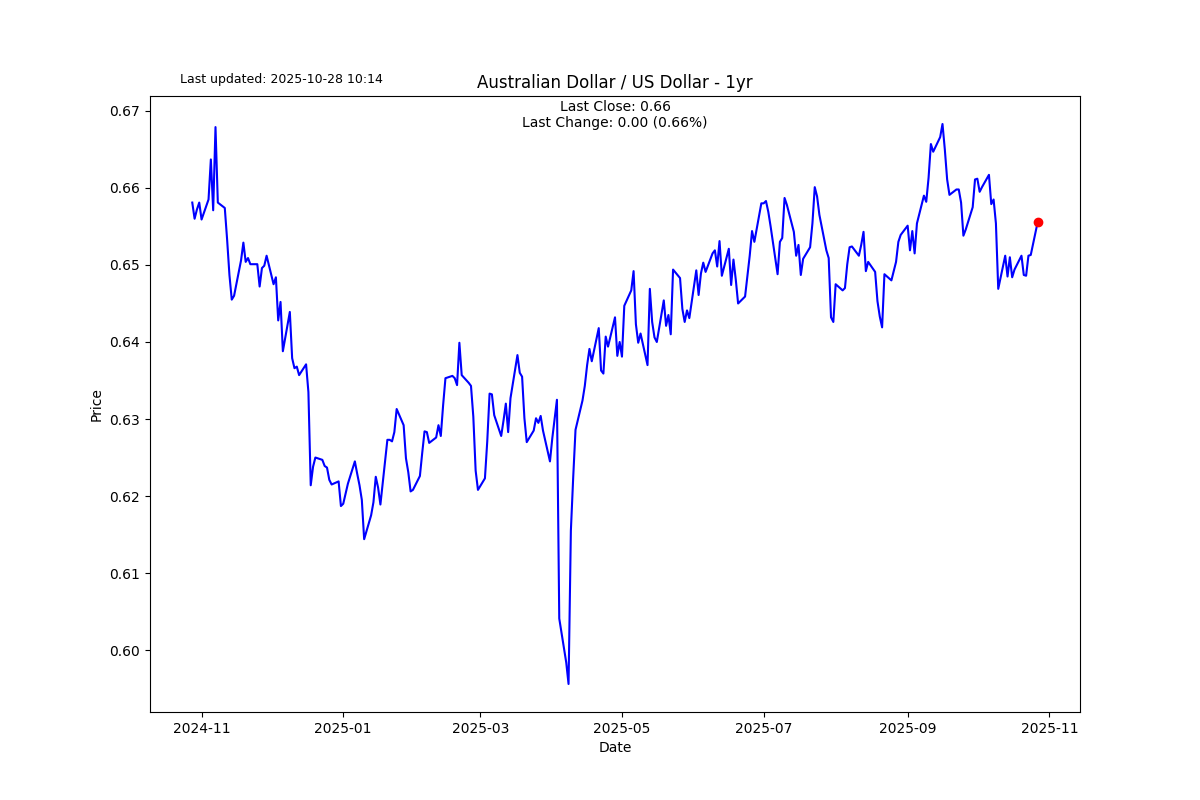 Last updated: 2025-10-28 10:14
Australian Dollar / US Dollar - 1yr
Last Close: 0.66
Last Change: 0.00 (0.66%)
Price
0.67
0.66
0.65
0.64
0.63
0.62
0.61
0.60
2024-11
2025-01
2025-03
2025-05
2025-07
2025-09
2025-11
Date